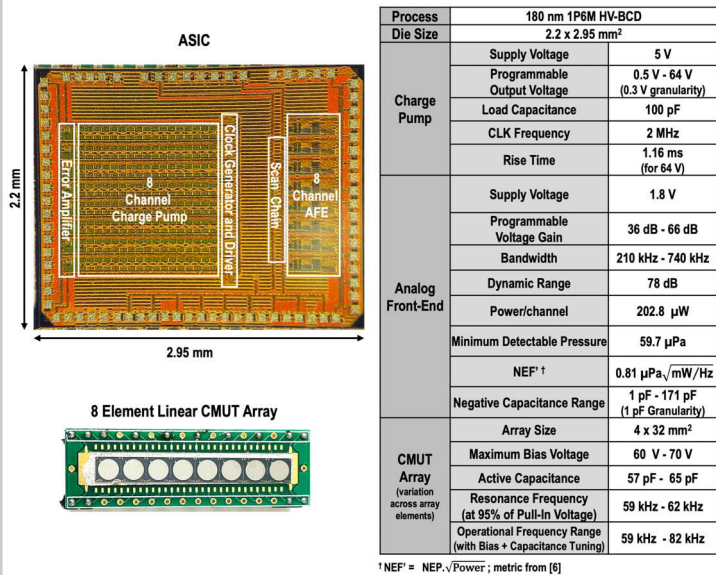 ASIC
2.2 mm
Error Amplifier
8
Channel
Charge Pump
Clock Generator and Driver
Scan Chain
8
Channel
AFE
2.95 mm
8 Element Linear CMUT Array
Process 180 nm 1P6M HV-BCD
Die Size 2.2 x 2.95 mm²
Charge
Pump
Supply Voltage 5 V
Programmable
Output Voltage
0.5 V - 64 V
(0.3 V granularity)
Load Capacitance 100 pF
CLK Frequency 2 MHz
Rise Time
1.16 ms
(for 64 V)
Analog
Front-End
Supply Voltage 1.8 V
Programmable
Voltage Gain
36 dB - 66 dB
Bandwidth 210 kHz - 740 kHz
Dynamic Range 78 dB
Power/channel 202.8 µW
Minimum Detectable Pressure 59.7 µPa
NEF' † 0.81 µPa√mW/Hz
Negative Capacitance Range
1 pF - 171 pF
(1 pF Granularity)
CMUT
Array
(variation
across array
elements)
Array Size 4 x 32 mm²
Maximum Bias Voltage 60 V - 70 V
Active Capacitance 57 pF - 65 pF
Resonance Frequency
(at 95% of Pull-In Voltage)
59 kHz - 62 kHz
Operational Frequency Range
(with Bias + Capacitance Tuning)
59 kHz - 82 kHz
† NEF' = NEP.√Power ; metric from [6]